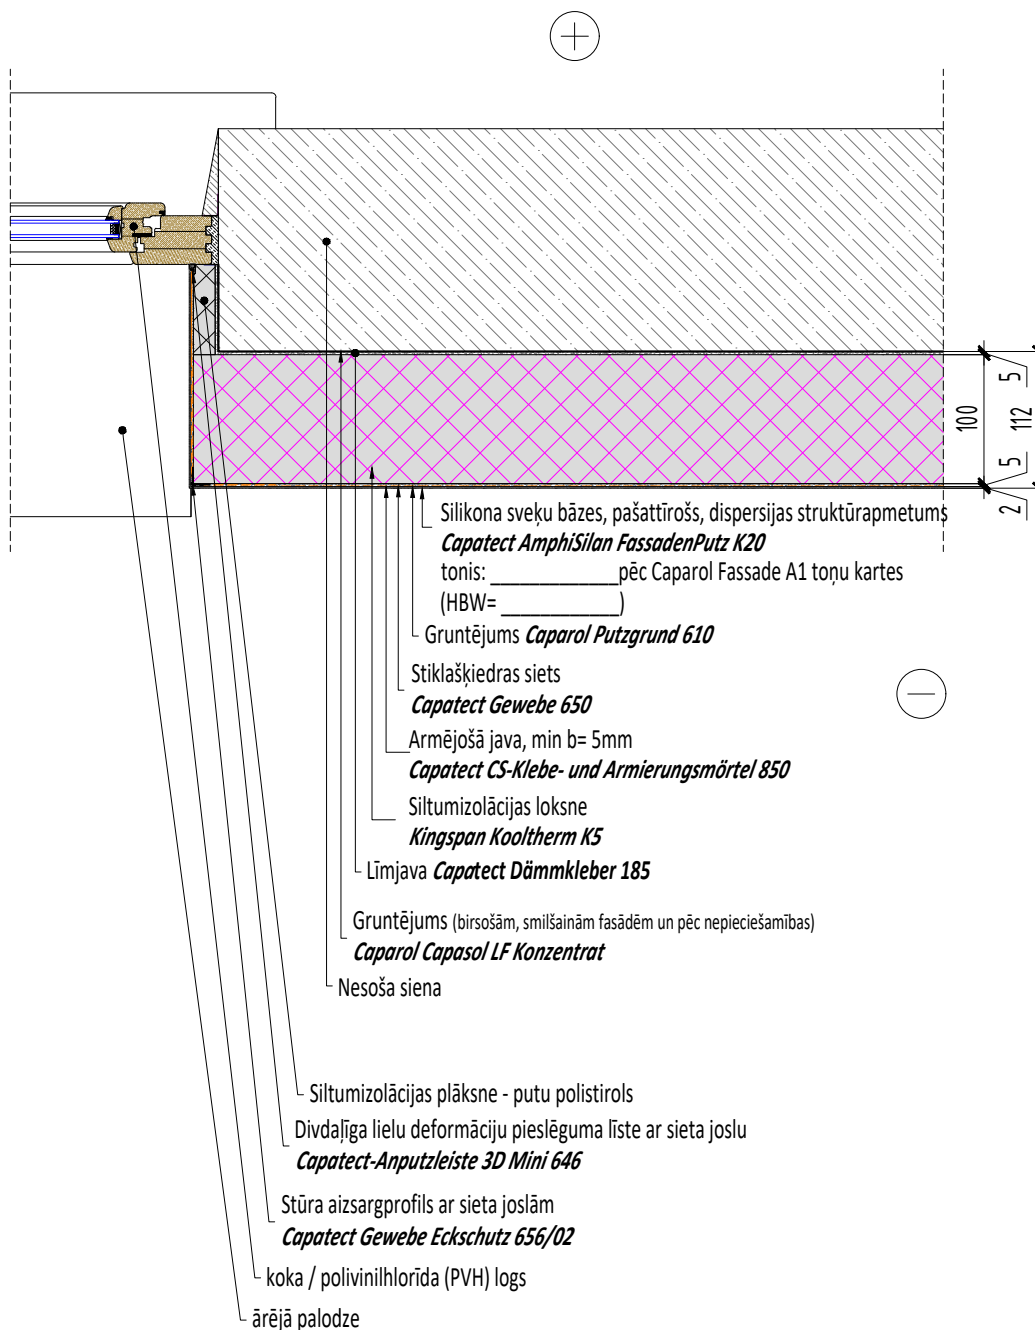 5
100
112
5
2
Silikona sveķu bāzes, pašattīrošs, dispersijas struktūrapmetums
Capatect AmphiSilan FassadenPutz K20
tonis: _____________pēc Caparol Fassade A1 toņu kartes
(HBW= ____________)
Gruntējums Caparol Putzgrund 610
Stiklašķiedras siets
Capatect Gewebe 650
Armējošā java, min b= 5mm
Capatect CS-Klebe- und Armierungsmörtel 850
Siltumizolācijas loksne
Kingspan Kooltherm K5
Līmjava Capatect Dämmkleber 185
Gruntējums (birsošām, smilšainām fasādēm un pēc nepieciešamības)
Caparol Capasol LF Konzentrat
Nesoša siena
Siltumizolācijas plāksne - putu polistirols
Divdaļīga lielu deformāciju pieslēguma līste ar sieta joslu
Capatect-Anputzleiste 3D Mini 646
Stūra aizsargprofils ar sieta joslām
Capatect Gewebe Eckschutz 656/02
koka / polivinilhlorīda (PVH) logs
ārējā palodze